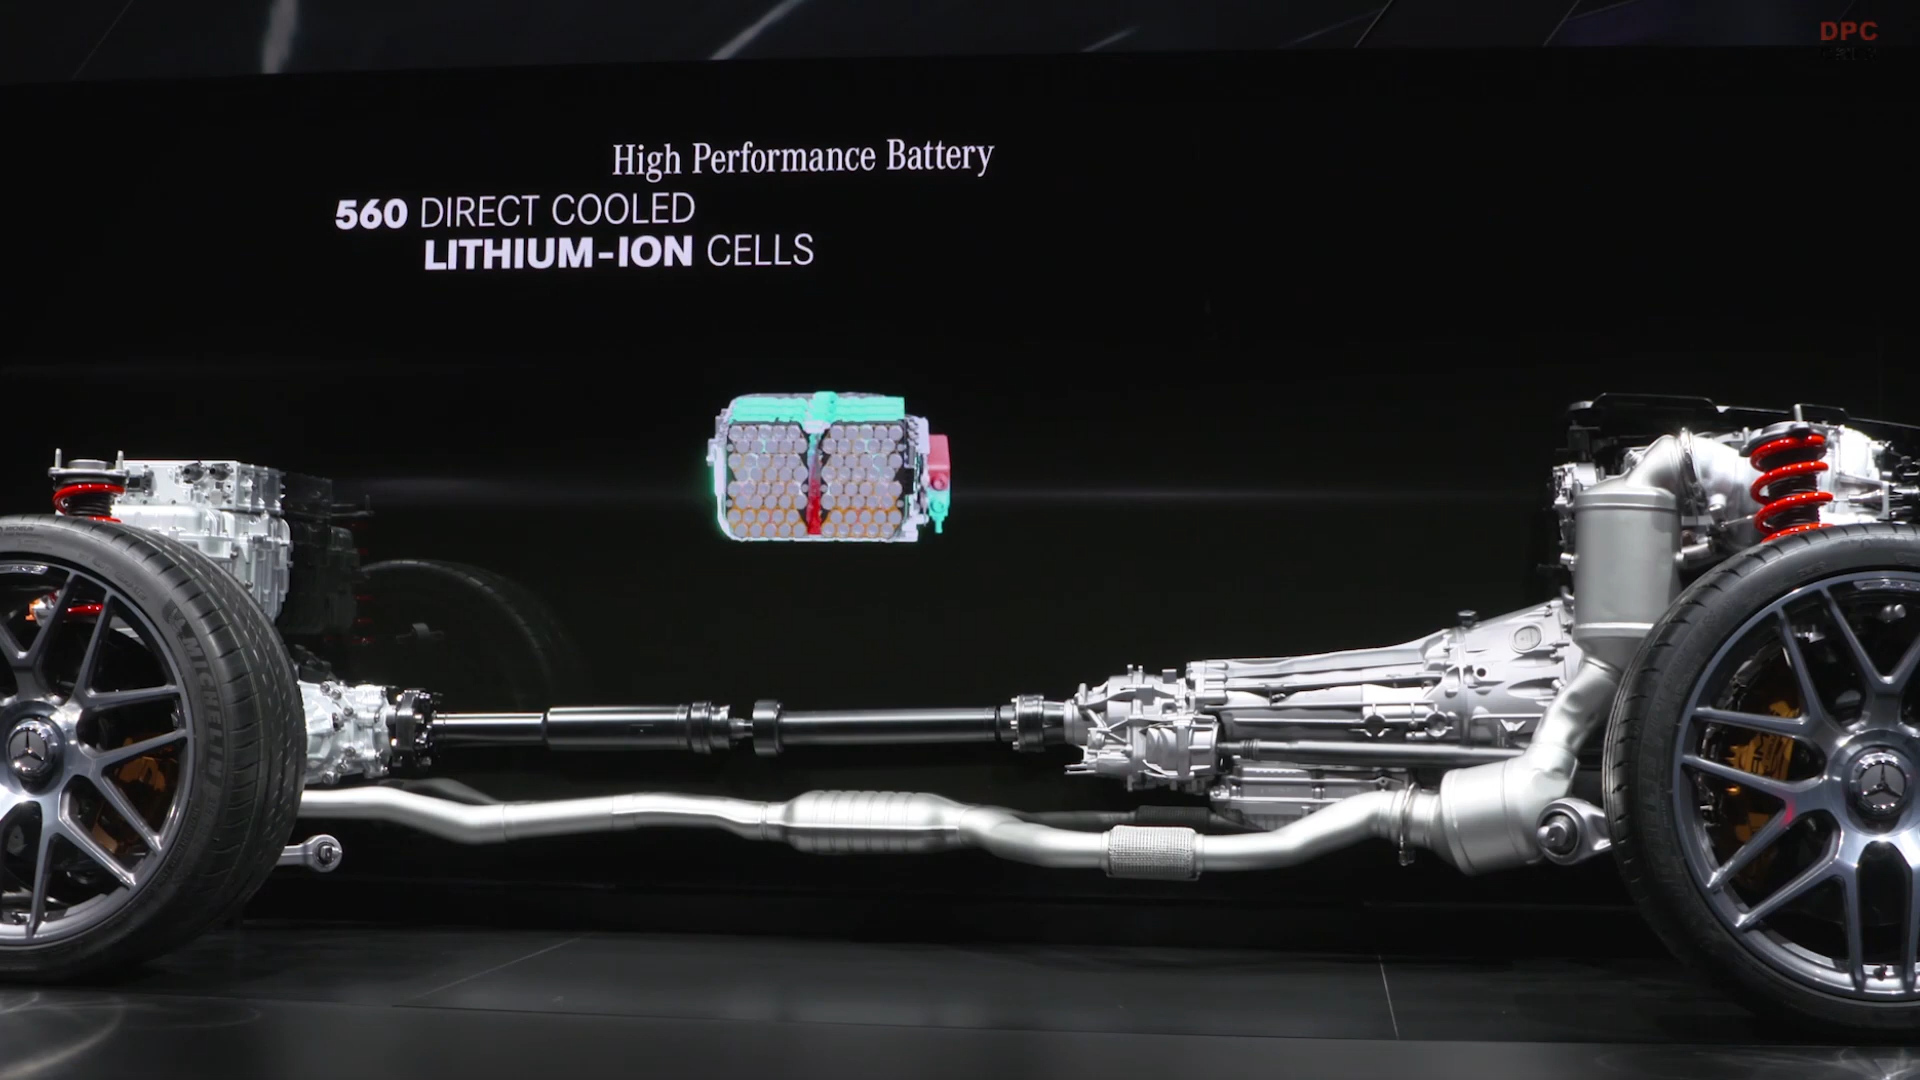 DPC
High Performance Battery
560 DIRECT COOLED
LITHIUM-ION CELLS
MICHELIN